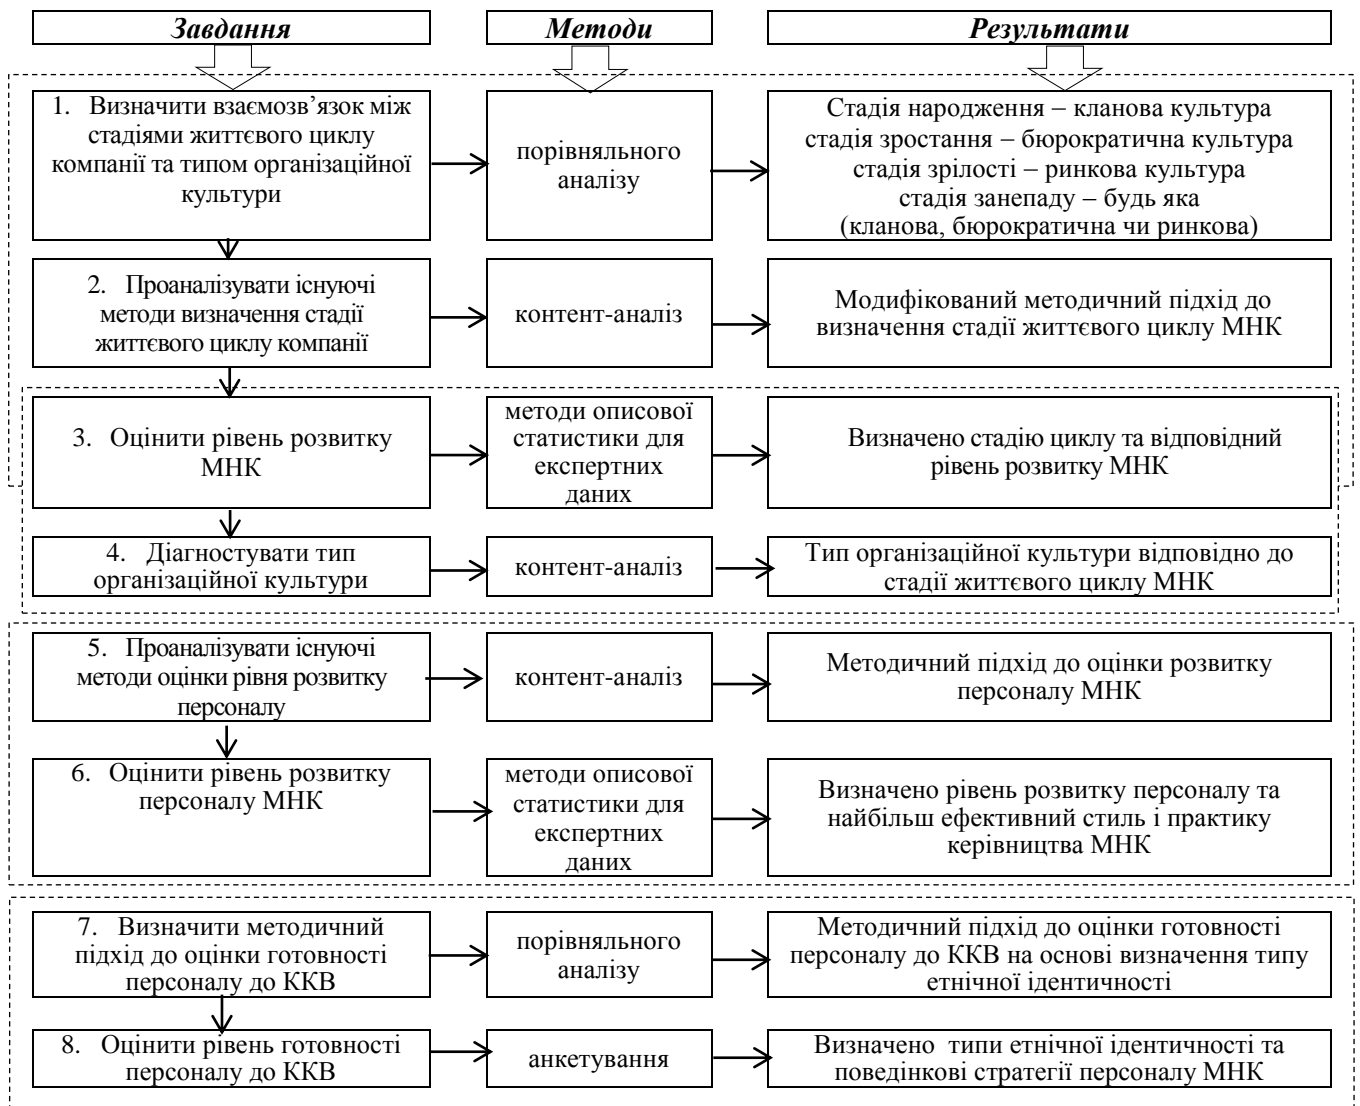 Завдання
Методи
Результати
1. Визначити взаємозв’язок між
стадіями життєвого циклу
компанії та типом організаційної
культури
порівняльного
аналізу
Стадія народження – кланова культура
стадія зростання – бюрократична культура
стадія зрілості – ринкова культура
стадія занепаду – будь яка
(кланова, бюрократична чи ринкова)
2. Проаналізувати існуючі
методи визначення стадії
життєвого циклу компанії
контент-аналіз
Модифікований методичний підхід до
визначення стадії життєвого циклу МНК
3. Оцінити рівень розвитку
МНК
методи описової
статистики для
експертних
даних
Визначено стадію циклу та відповідний
рівень розвитку МНК
4. Діагностувати тип
організаційної культури
контент-аналіз
Тип організаційної культури відповідно до
стадії життєвого циклу МНК
5. Проаналізувати існуючі
методи оцінки рівня розвитку
персоналу
контент-аналіз
Методичний підхід до оцінки розвитку
персоналу МНК
6. Оцінити рівень розвитку
персоналу МНК
методи описової
статистики для
експертних
даних
Визначено рівень розвитку персоналу та
найбільш ефективний стиль і практику
керівництва МНК
7. Визначити методичний
підхід до оцінки готовності
персоналу до ККВ
порівняльного
аналізу
Методичний підхід до оцінки готовності
персоналу до ККВ на основі визначення типу
етнічної ідентичності
8. Оцінити рівень готовності
персоналу до ККВ
анкетування
Визначено типи етнічної ідентичності та
поведінкові стратегії персоналу МНК